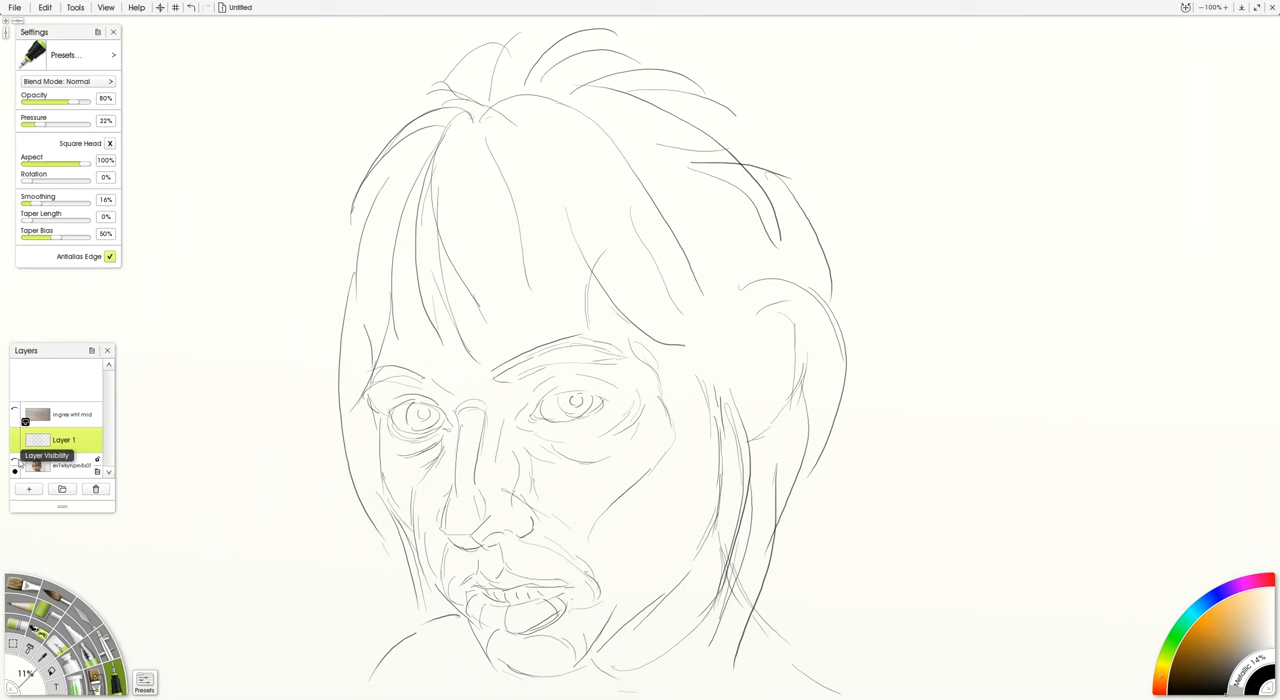 File Edit Tools View Help Untitled −100%+
Settings
Presets... >
Blend Mode: Normal >
Opacity 80%
Pressure 22%
Square Head X
Aspect 100%
Rotation 0%
Smoothing 16%
Taper Length 0%
Taper Bias 50%
Antialias Edge
Layers
ingres wht mid
Layer 1
Layer Visibility
11%
T
Presets
Metallic 14%